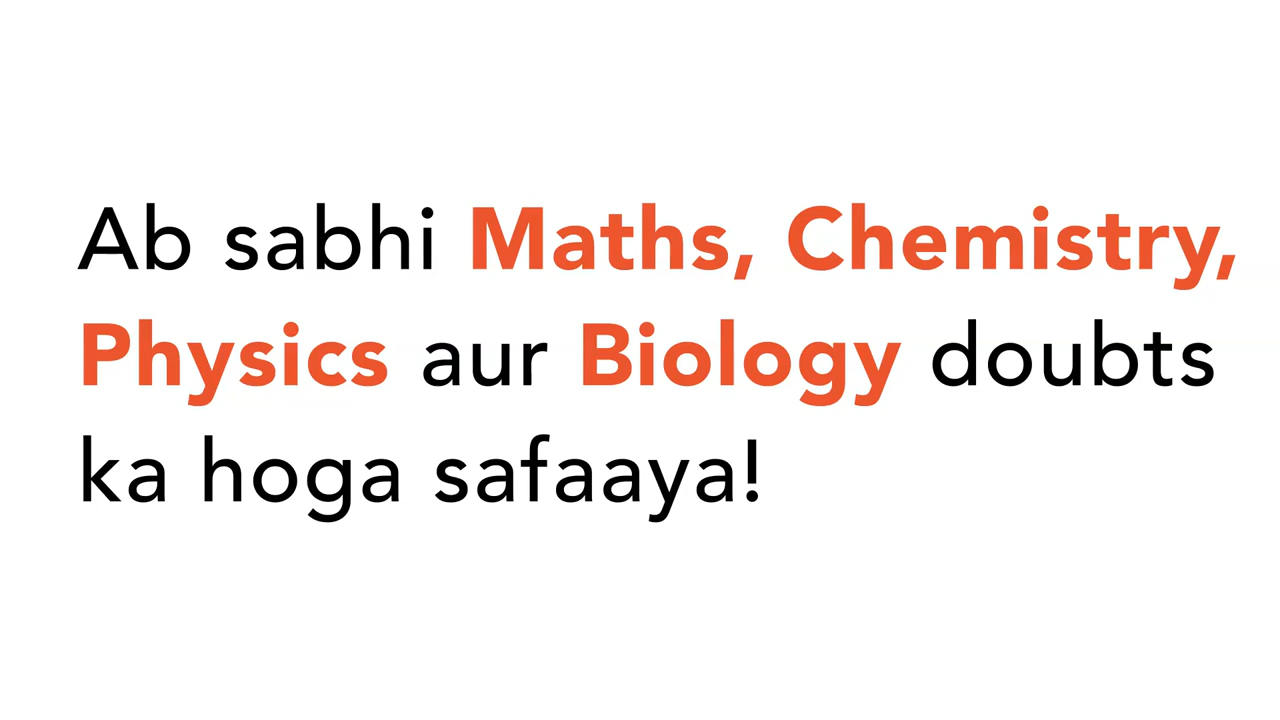 Ab sabhi Maths, Chemistry,
Physics aur Biology doubts
ka hoga safaaya!